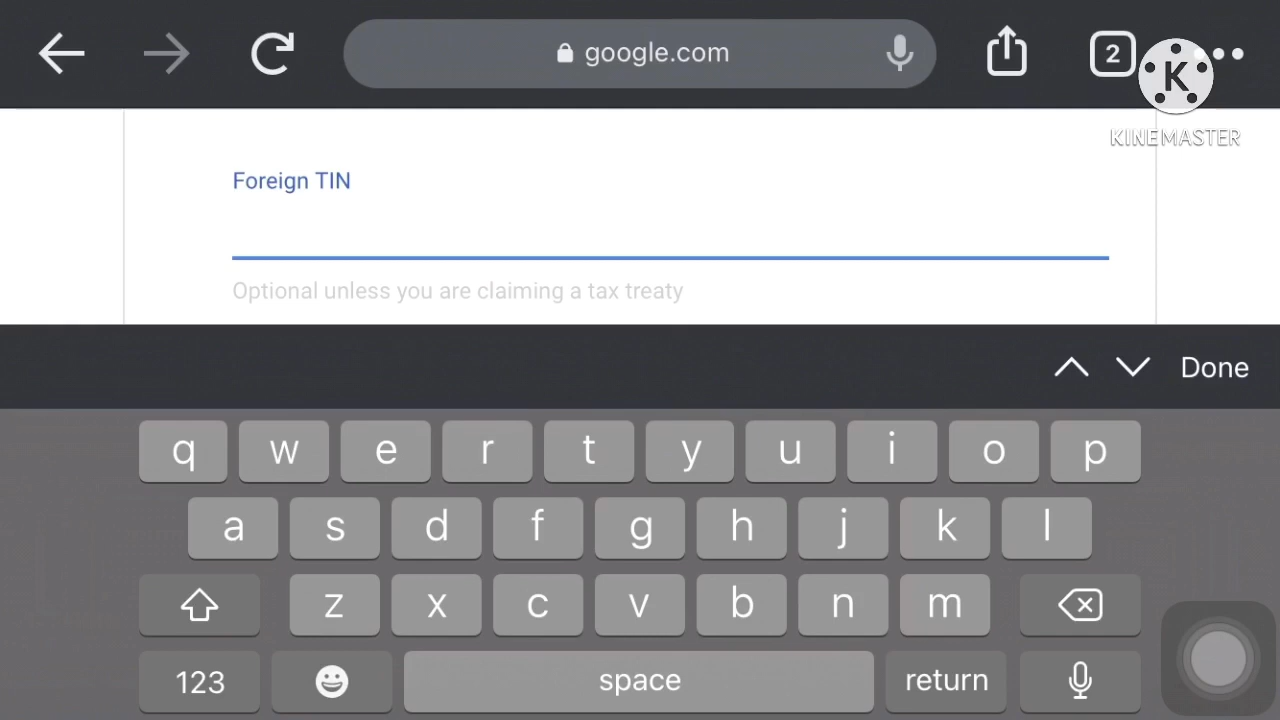 google.com
2
K
KINEMASTER
Foreign TIN
Optional unless you are claiming a tax treaty
Done
q w e r t y u i o p
a s d f g h j k l
z x c v b n m
123 space return